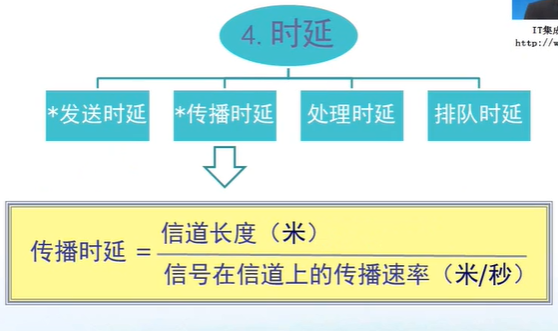 IT集成
http://w
4.时延
*发送时延
*传播时延
处理时延
排队时延
信道长度（米）
传播时延 =
信号在信道上的传播速率（米/秒）